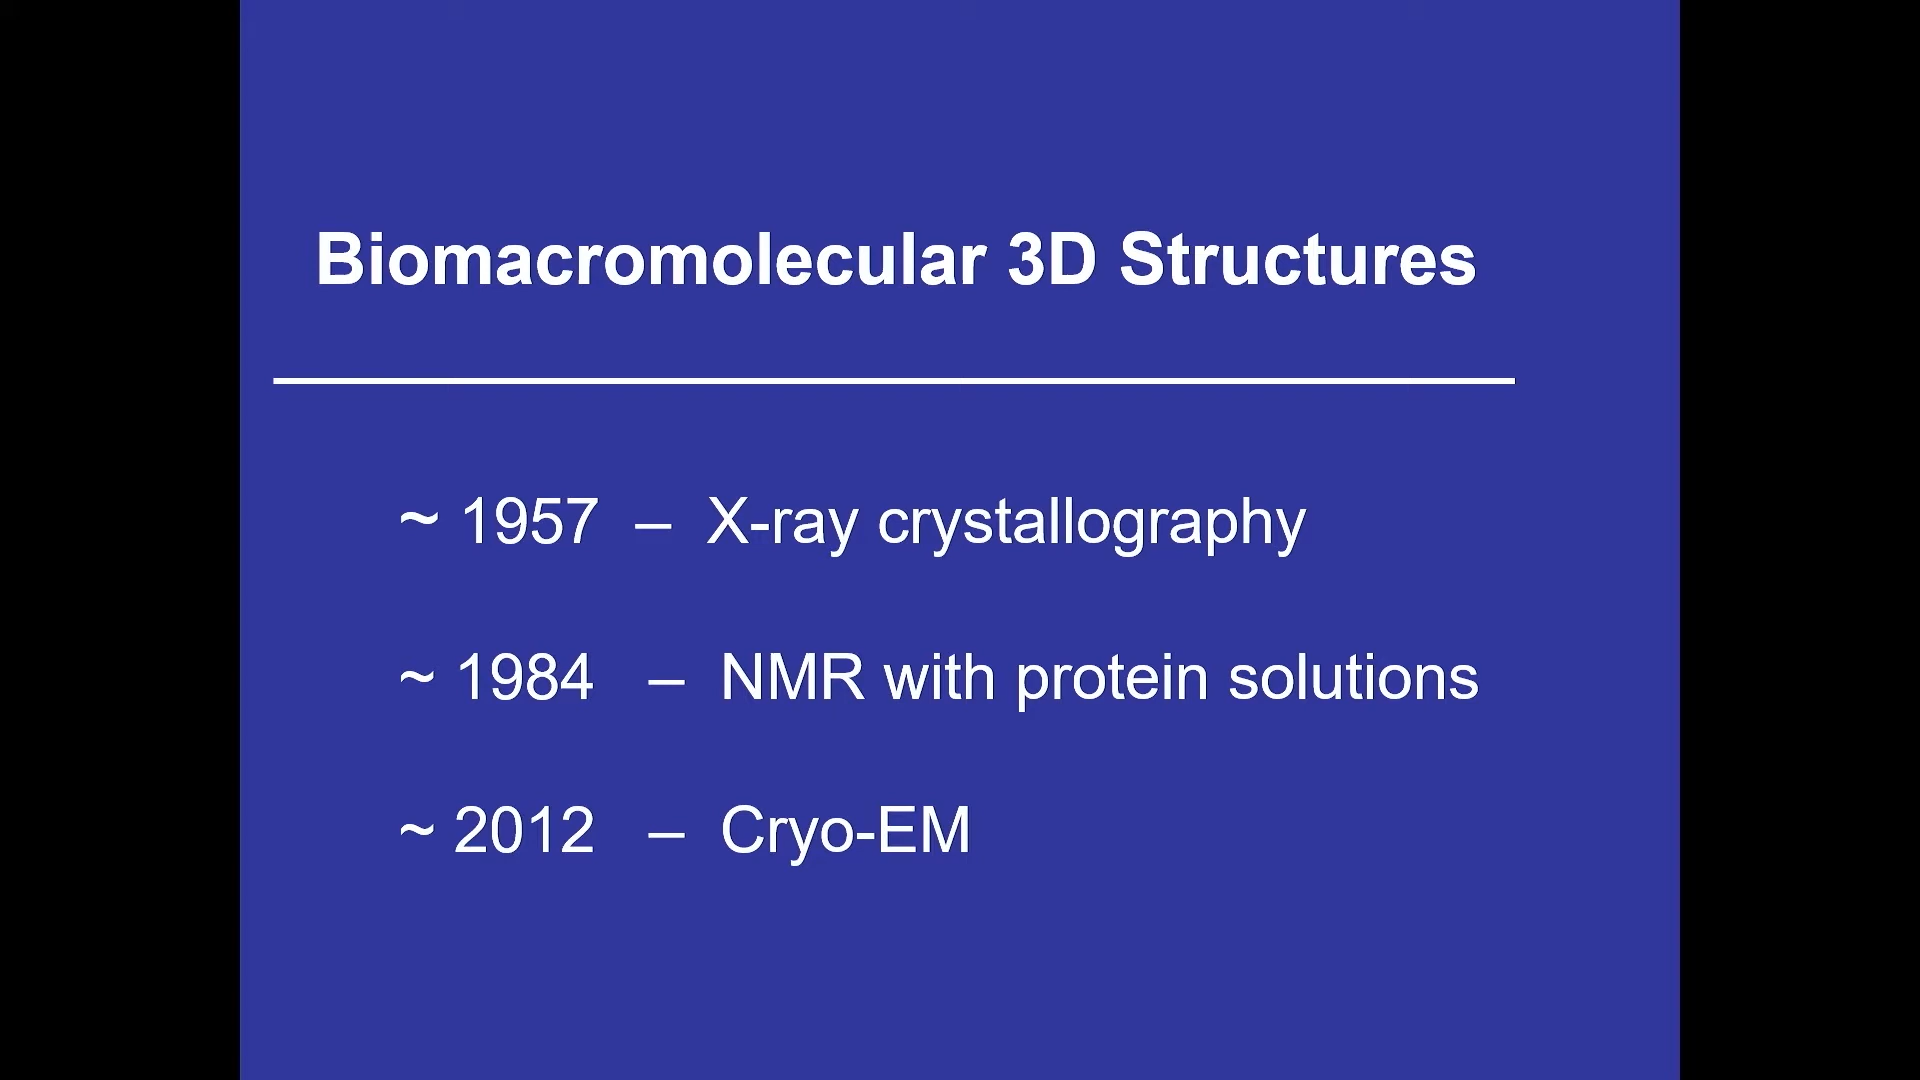 Biomacromolecular 3D Structures
~ 1957 – X-ray crystallography
~ 1984 – NMR with protein solutions
~ 2012 – Cryo-EM